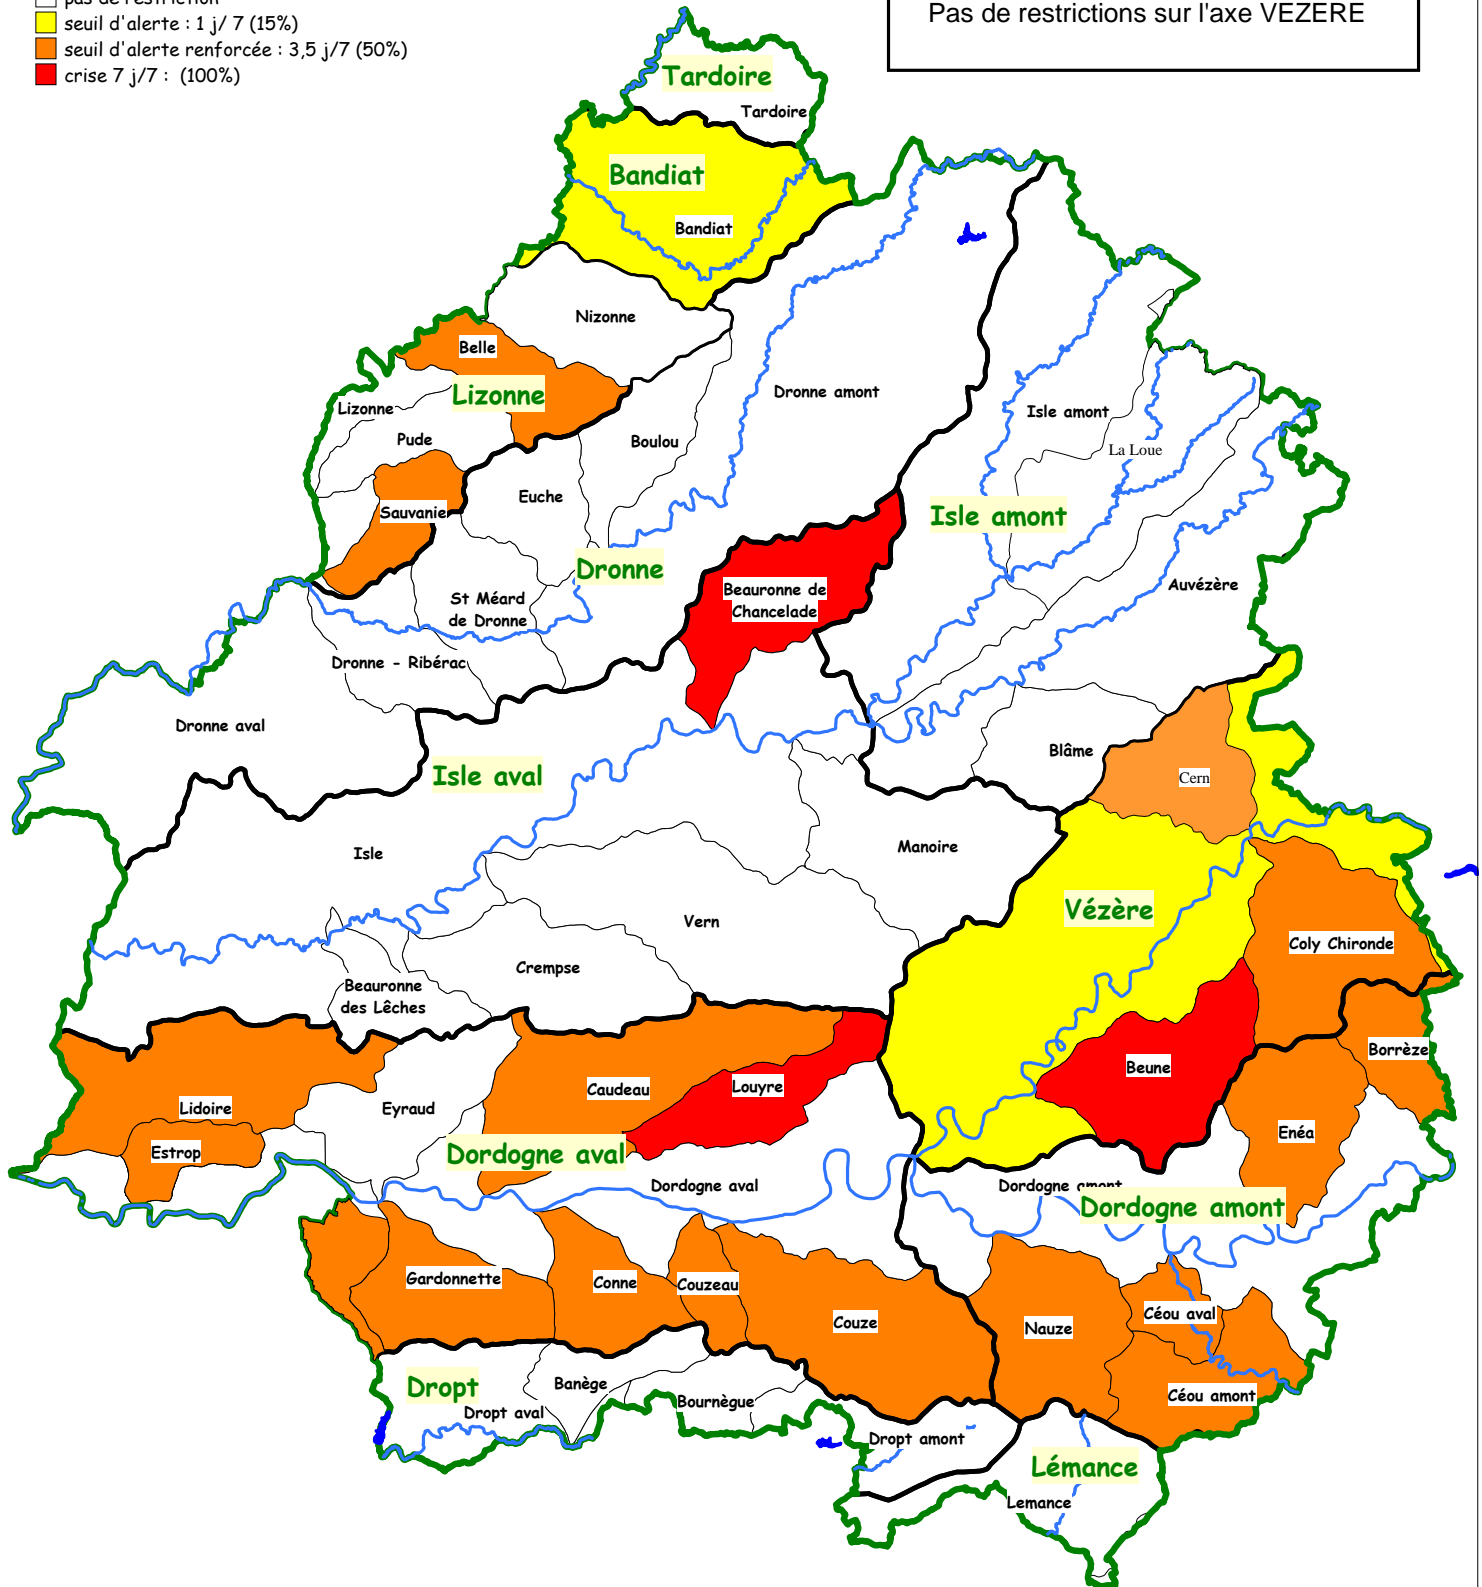 pas de restriction
seuil d'alerte : 1 j/ 7 (15%)
seuil d'alerte renforcée : 3,5 j/7 (50%)
crise 7 j/7 : (100%)
Pas de restrictions sur l'axe VEZERE
Tardoire
Tardoire
Bandiat
Bandiat
Nizonne
Belle
Lizonne
Lizonne
Pude
Dronne amont
Boulou
Isle amont
La Loue
Euche
Sauvanie
Isle amont
Dronne
Beauronne de
Chancelade
Auvézère
St Méard
de Dronne
Dronne - Ribérac
Dronne aval
Isle aval
Blâme
Cern
Isle
Manoire
Vézère
Vern
Coly Chironde
Crempse
Beauronne
des Lêches
Borrèze
Beune
Caudeau
Louyre
Lidoire
Eyraud
Enéa
Estrop
Dordogne aval
Dordogne aval
Dordogne amont
Dordogne amont
Gardonnette
Conne
Couzeau
Couze
Nauze
Céou aval
Céou amont
Dropt
Banège
Bournègue
Dropt aval
Dropt amont
Lémance
Lemance